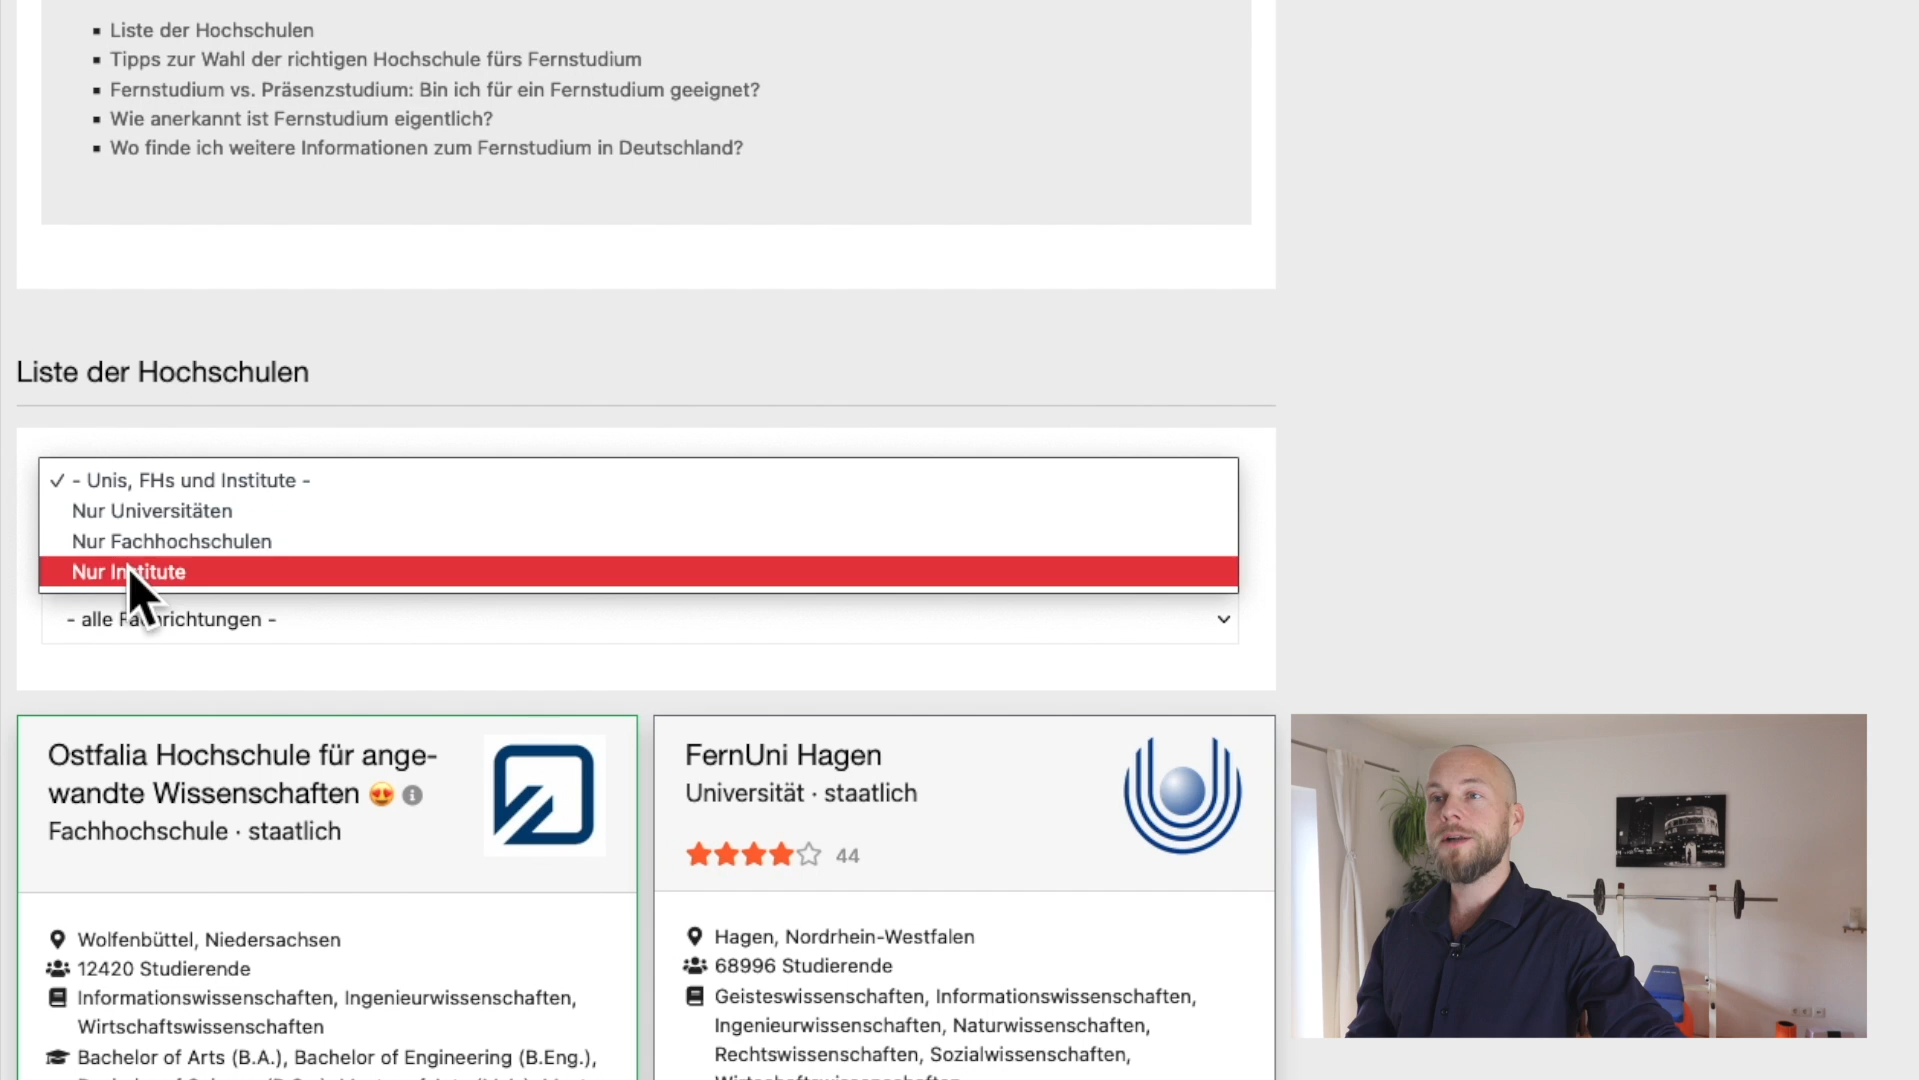 Liste der Hochschulen
Tipps zur Wahl der richtigen Hochschule fürs Fernstudium
Fernstudium vs. Präsenzstudium: Bin ich für ein Fernstudium geeignet?
Wie anerkannt ist Fernstudium eigentlich?
Wo finde ich weitere Informationen zum Fernstudium in Deutschland?
Liste der Hochschulen
✓ - Unis, FHs und Institute -
Nur Universitäten
Nur Fachhochschulen
Nur Institute
- alle Fachrichtungen -
Ostfalia Hochschule für ange-
wandte Wissenschaften 😍
Fachhochschule · staatlich
Wolfenbüttel, Niedersachsen
12420 Studierende
Informationswissenschaften, Ingenieurwissenschaften,
Wirtschaftswissenschaften
Bachelor of Arts (B.A.), Bachelor of Engineering (B.Eng.),
FernUni Hagen
Universität · staatlich
44
Hagen, Nordrhein-Westfalen
68996 Studierende
Geisteswissenschaften, Informationswissenschaften,
Ingenieurwissenschaften, Naturwissenschaften,
Rechtswissenschaften, Sozialwissenschaften,